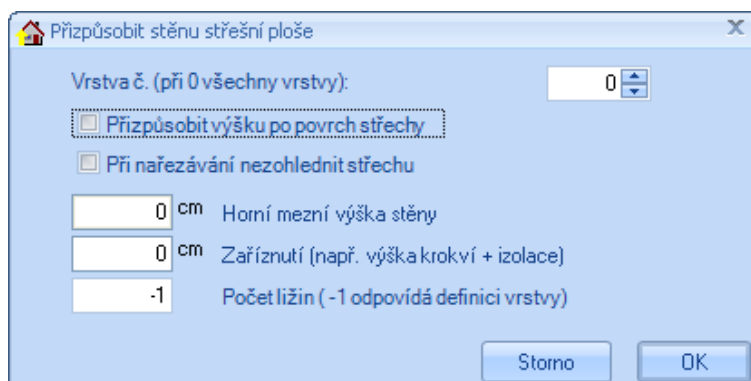 Přizpůsobit stěnu střešní ploše
Vrstva č. (při 0 všechny vrstvy): 0
Přizpůsobit výšku po povrch střechy
Při nařezávání nezohlednit střechu
0 cm Horní mezní výška stěny
0 cm Zaříznutí (např. výška krokví + izolace)
-1 Počet ližin ( -1 odpovídá definici vrstvy)
Storno OK